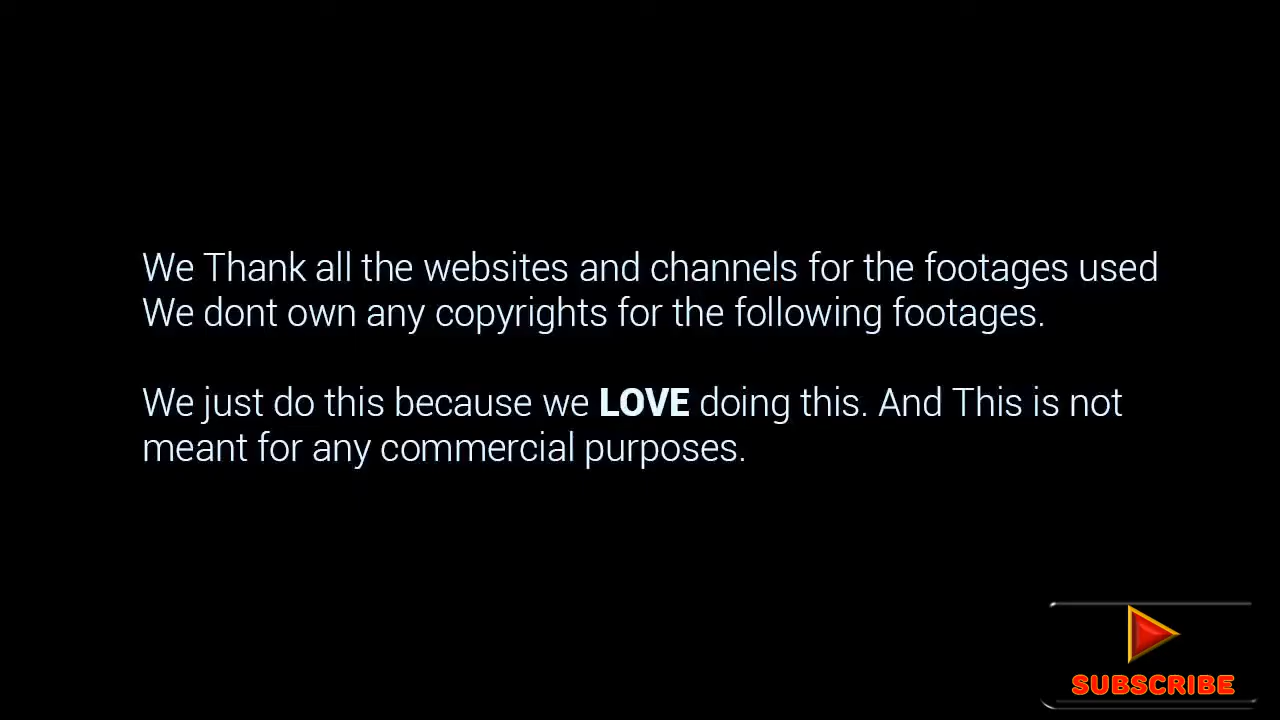 We Thank all the websites and channels for the footages used
We dont own any copyrights for the following footages.
We just do this because we LOVE doing this. And This is not
meant for any commercial purposes.
SUBSCRIBE